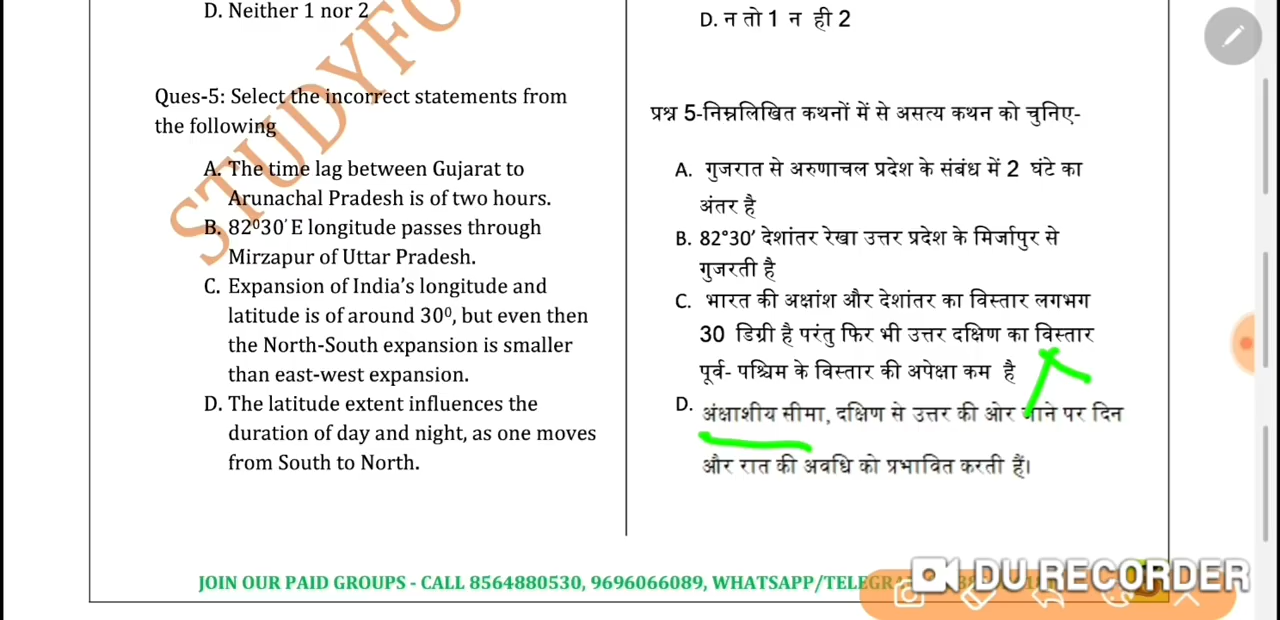 D. Neither 1 nor 2
Ques-5: Select the incorrect statements from
the following
A. The time lag between Gujarat to
Arunachal Pradesh is of two hours.
B. 82⁰30′ E longitude passes through
Mirzapur of Uttar Pradesh.
C. Expansion of India's longitude and
latitude is of around 30⁰, but even then
the North-South expansion is smaller
than east-west expansion.
D. The latitude extent influences the
duration of day and night, as one moves
from South to North.
D. न तो 1 न ही 2
प्रश्न 5-निम्नलिखित कथनों में से असत्य कथन को चुनिए-
A. गुजरात से अरुणाचल प्रदेश के संबंध में 2 घंटे का
अंतर है
B. 82°30′ देशांतर रेखा उत्तर प्रदेश के मिर्जापुर से
गुजरती है
C. भारत की अक्षांश और देशांतर का विस्तार लगभग
30 डिग्री है परंतु फिर भी उत्तर दक्षिण का विस्तार
पूर्व- पश्चिम के विस्तार की अपेक्षा कम है
D. अंक्षाशीय सीमा, दक्षिण से उत्तर की ओर जाने पर दिन
और रात की अवधि को प्रभावित करती हैं।
STUDYFO
JOIN OUR PAID GROUPS - CALL 8564880530, 9696066089, WHATSAPP/TELEGRA
DU RECORDER